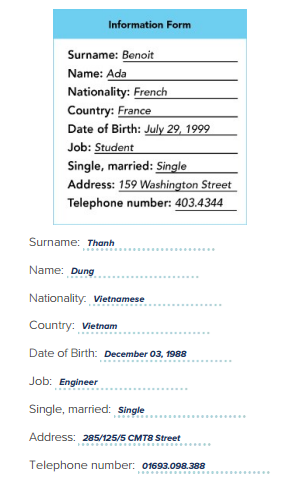 Information Form
Surname: Benoit
Name: Ada
Nationality: French
Country: France
Date of Birth: July 29, 1999
Job: Student
Single, married: Single
Address: 159 Washington Street
Telephone number: 403.4344
Surname: Thanh
Name: Dung
Nationality: Vietnamese
Country: Vietnam
Date of Birth: December 03, 1988
Job: Engineer
Single, married: Single
Address: 285/125/5 CMT8 Street
Telephone number: 01693.098.388